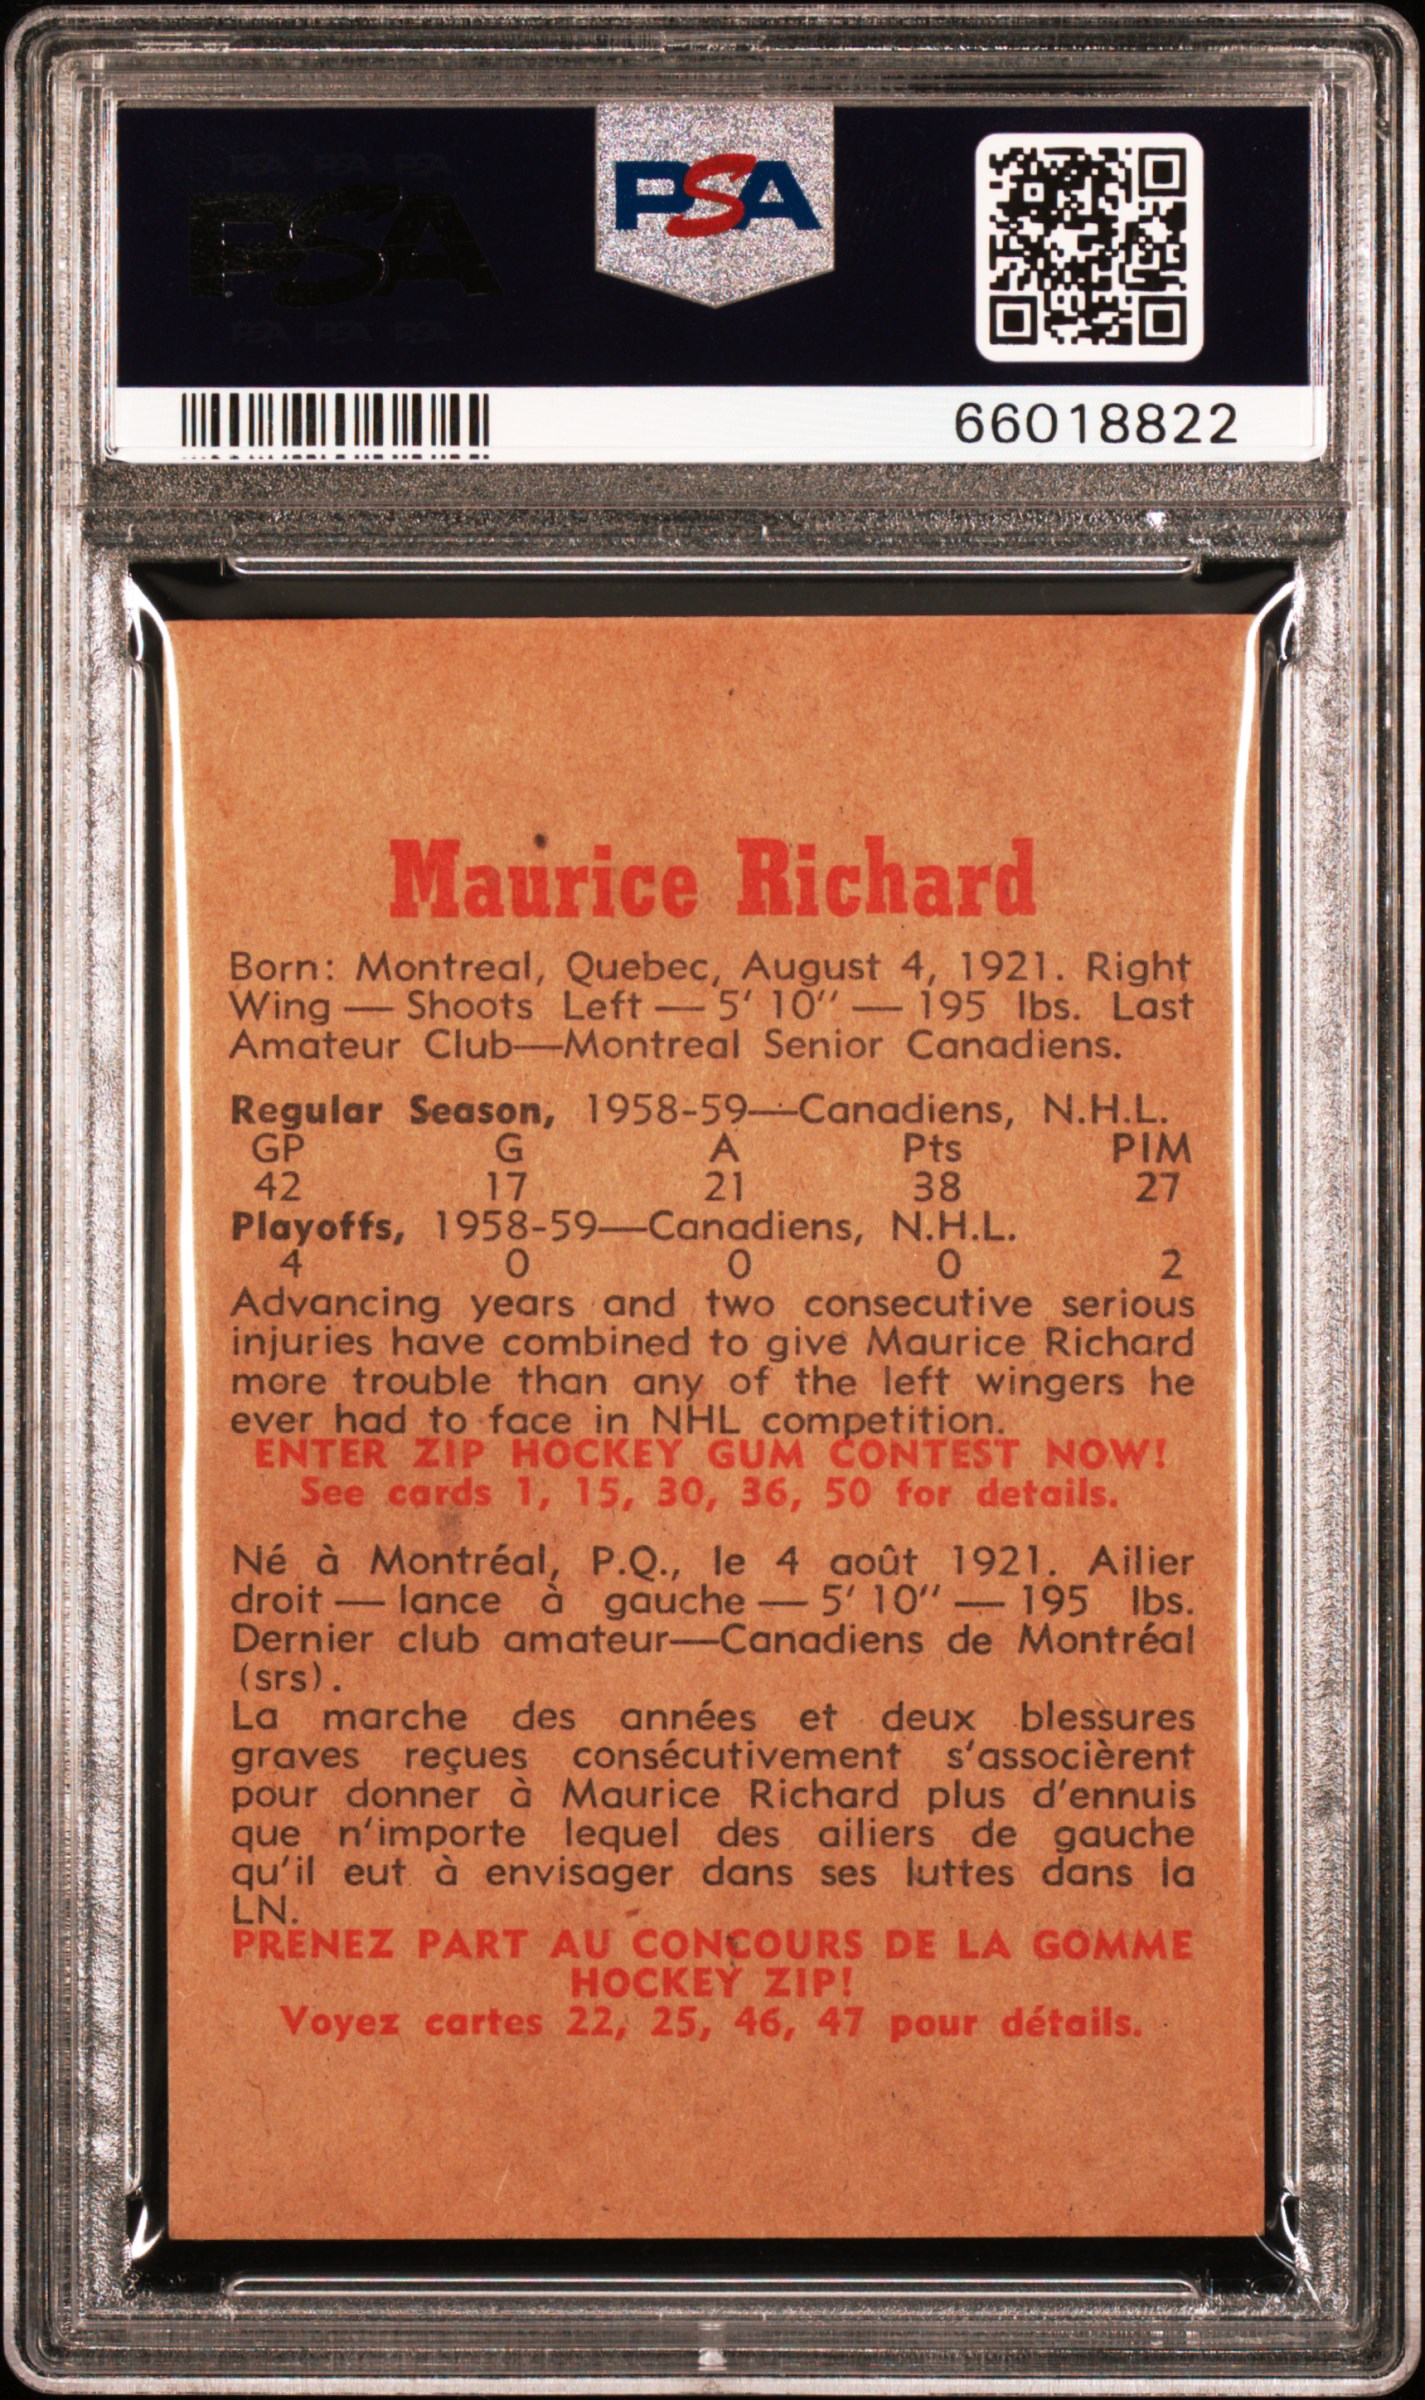 PSA PSA PSA
PSA
PSA PSA PSA
PSA
66018822
Maurice Richard
Born: Montreal, Quebec, August 4, 1921. Right
Wing — Shoots Left — 5' 10" — 195 lbs. Last
Amateur Club—Montreal Senior Canadiens.
Regular Season, 1958-59—Canadiens, N.H.L.
GP G A Pts PIM
42 17 21 38 27
Playoffs, 1958-59—Canadiens, N.H.L.
4 0 0 0 2
Advancing years and two consecutive serious
injuries have combined to give Maurice Richard
more trouble than any of the left wingers he
ever had to face in NHL competition.
ENTER ZIP HOCKEY GUM CONTEST NOW!
See cards 1, 15, 30, 36, 50 for details.
Né à Montréal, P.Q., le 4 août 1921. Ailier
droit — lance à gauche — 5' 10" — 195 lbs.
Dernier club amateur—Canadiens de Montréal
(srs).
La marche des années et deux blessures
graves reçues consécutivement s'associèrent
pour donner à Maurice Richard plus d'ennuis
que n'importe lequel des ailiers de gauche
qu'il eut à envisager dans ses luttes dans la
LN.
PRENEZ PART AU CONCOURS DE LA GOMME
HOCKEY ZIP!
Voyez cartes 22, 25, 46, 47 pour détails.